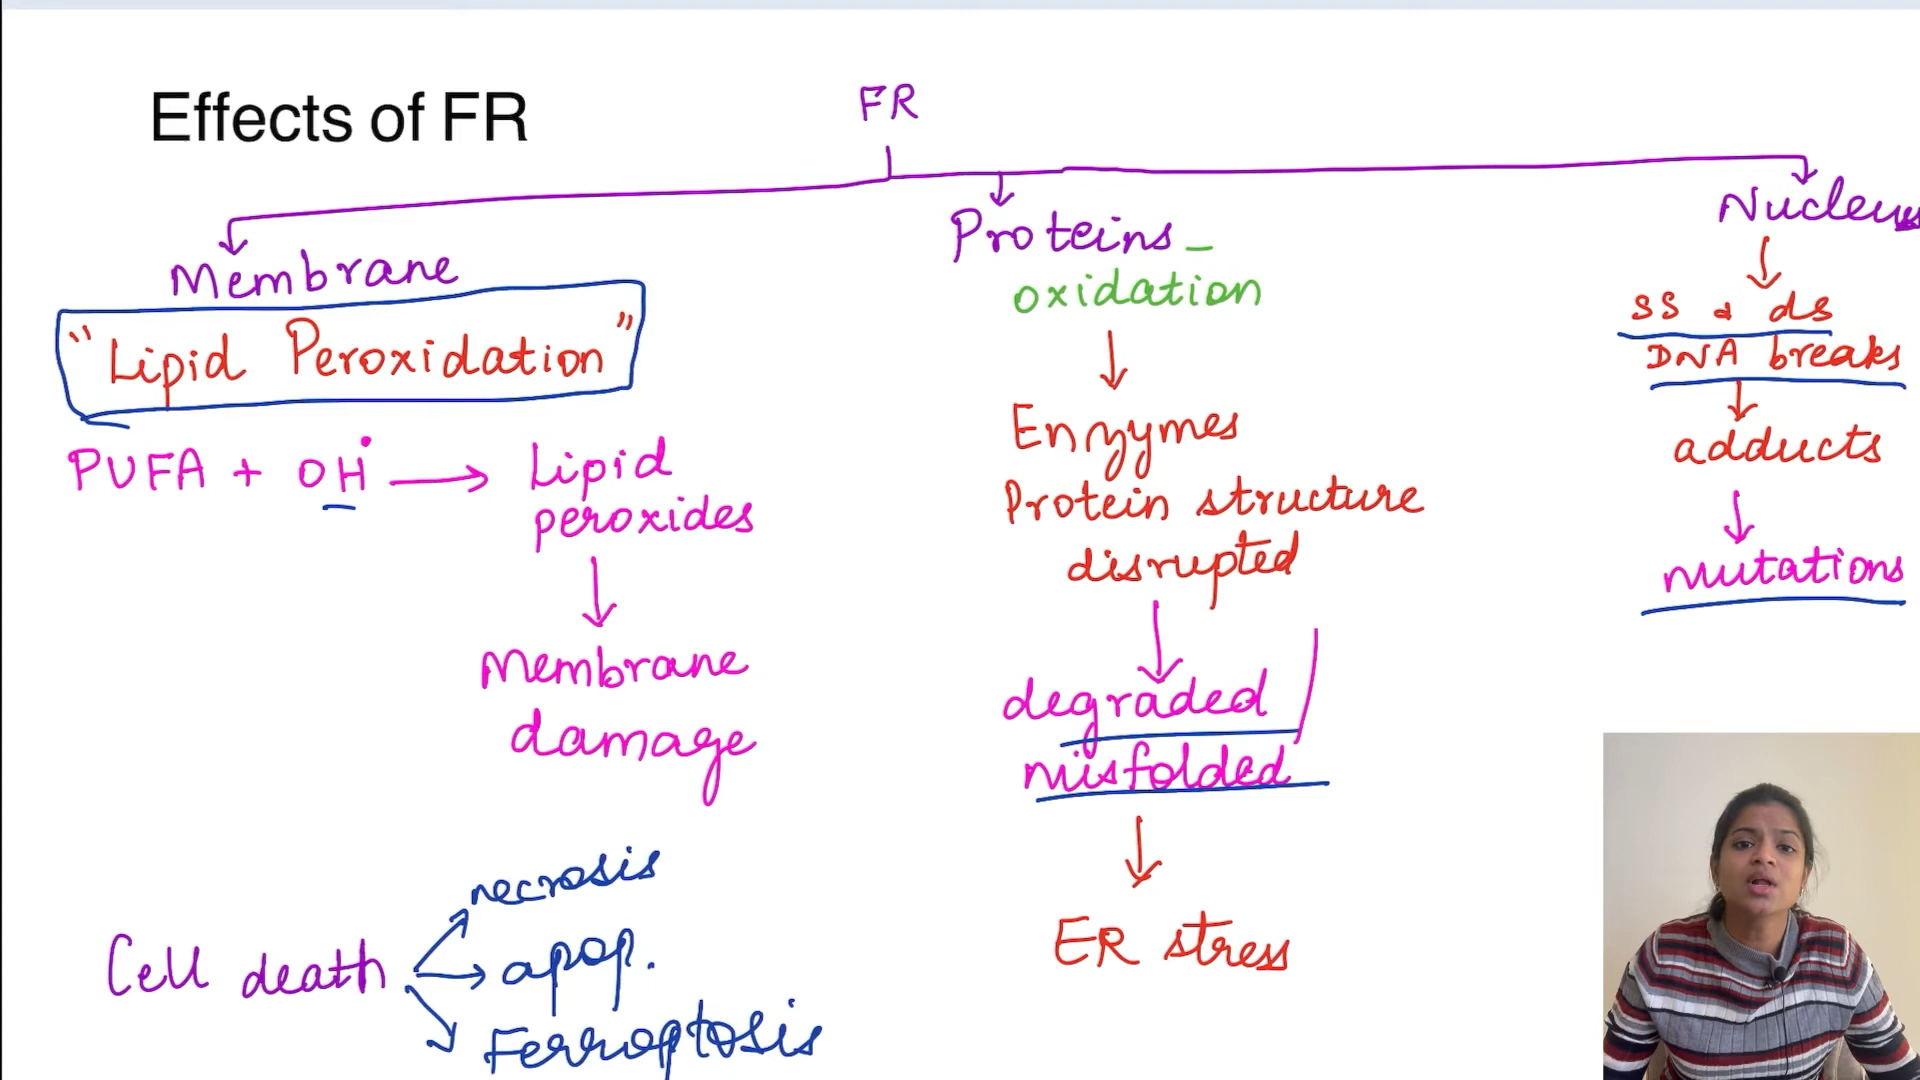 Effects of FR
FR
Membrane
"Lipid Peroxidation"
PUFA + OH• → Lipid
peroxides
↓
Membrane
damage
Cell death
necrosis
apop.
Ferroptosis
Proteins -
oxidation
↓
Enzymes
Protein structure
disrupted
↓
degraded /
misfolded
↓
ER stress
Nucleus
↓
SS & ds
DNA breaks
↓
adducts
↓
mutations